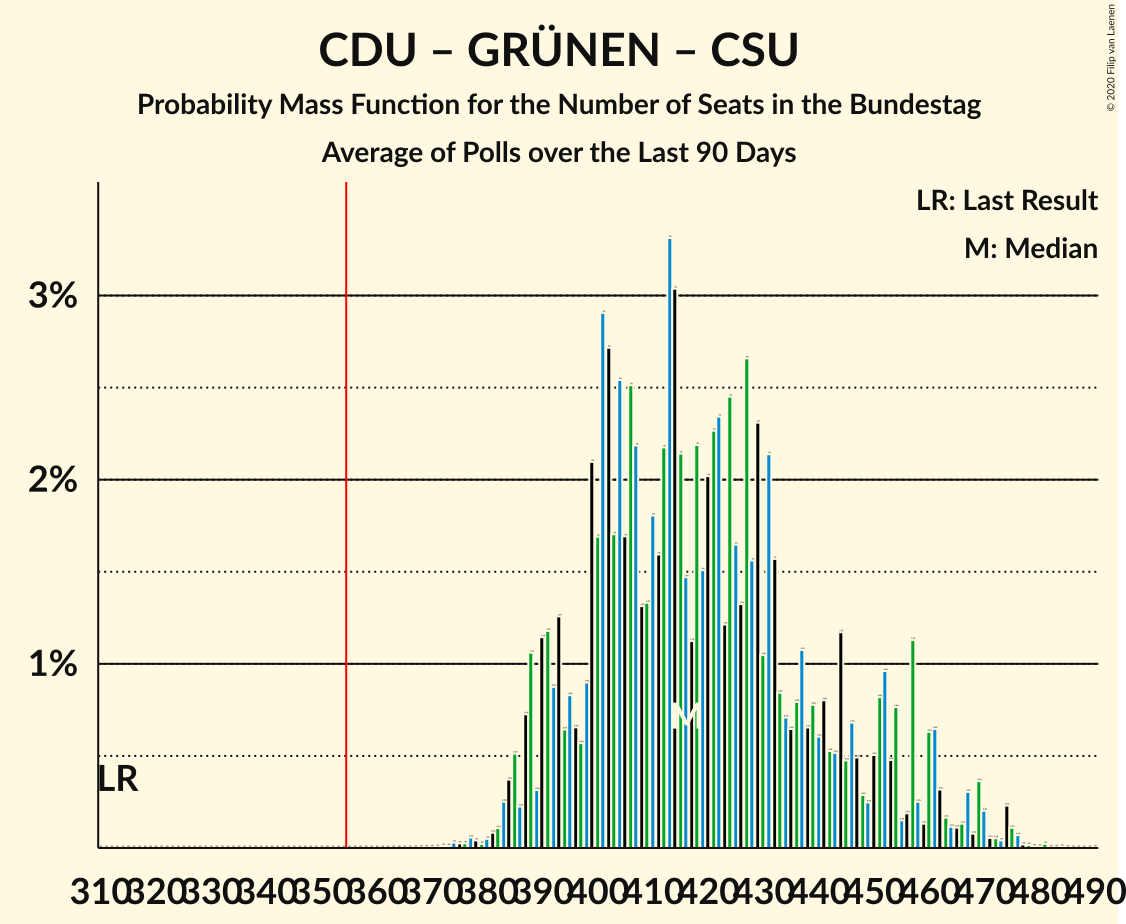 CDU – GRÜNEN – CSU
Probability Mass Function for the Number of Seats in the Bundestag
Average of Polls over the Last 90 Days
© 2020 Filip van Laenen
LR: Last Result
M: Median
3%
2%
1%
LR
M
310 320 330 340 350 360 370 380 390 400 410 420 430 440 450 460 470 480 490